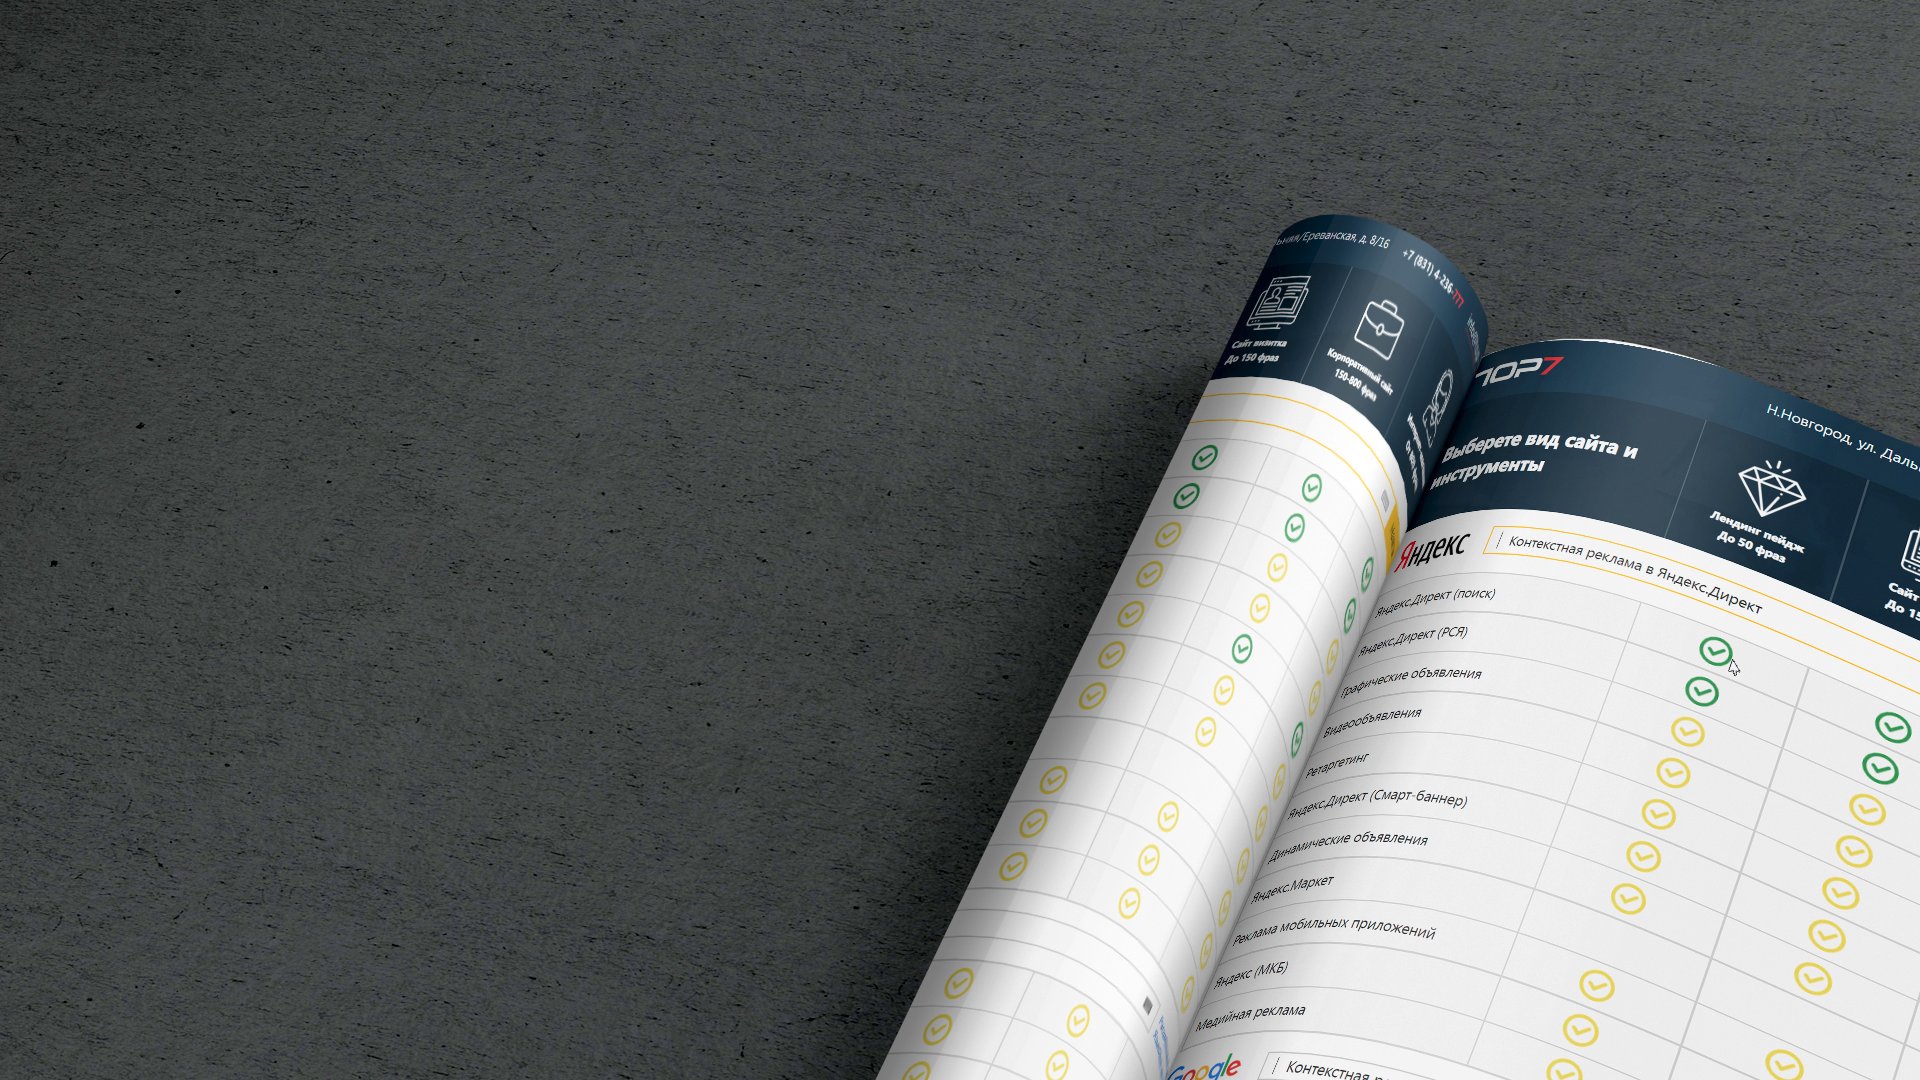 ьняя/Ереванская, д. 8/16
+7 (831) 4-236-777
Сайт визитка
До 150 фраз
Корпоративный сайт
150-800 фраз
ПОР7
Н.Новгород, ул. Даль
Выберете вид сайта и
инструменты
Лендинг пейдж
До 50 фраз
Сайт
До 15
Яндекс
Контекстная реклама в Яндекс.Директ
Яндекс.Директ (поиск)
Яндекс.Директ (РСЯ)
Графические объявления
Видеообъявления
Ретаргетинг
Яндекс.Директ (Смарт-баннер)
Динамические объявления
Яндекс.Маркет
Реклама мобильных приложений
Яндекс (МКБ)
Медийная реклама
Google
Контекстная р